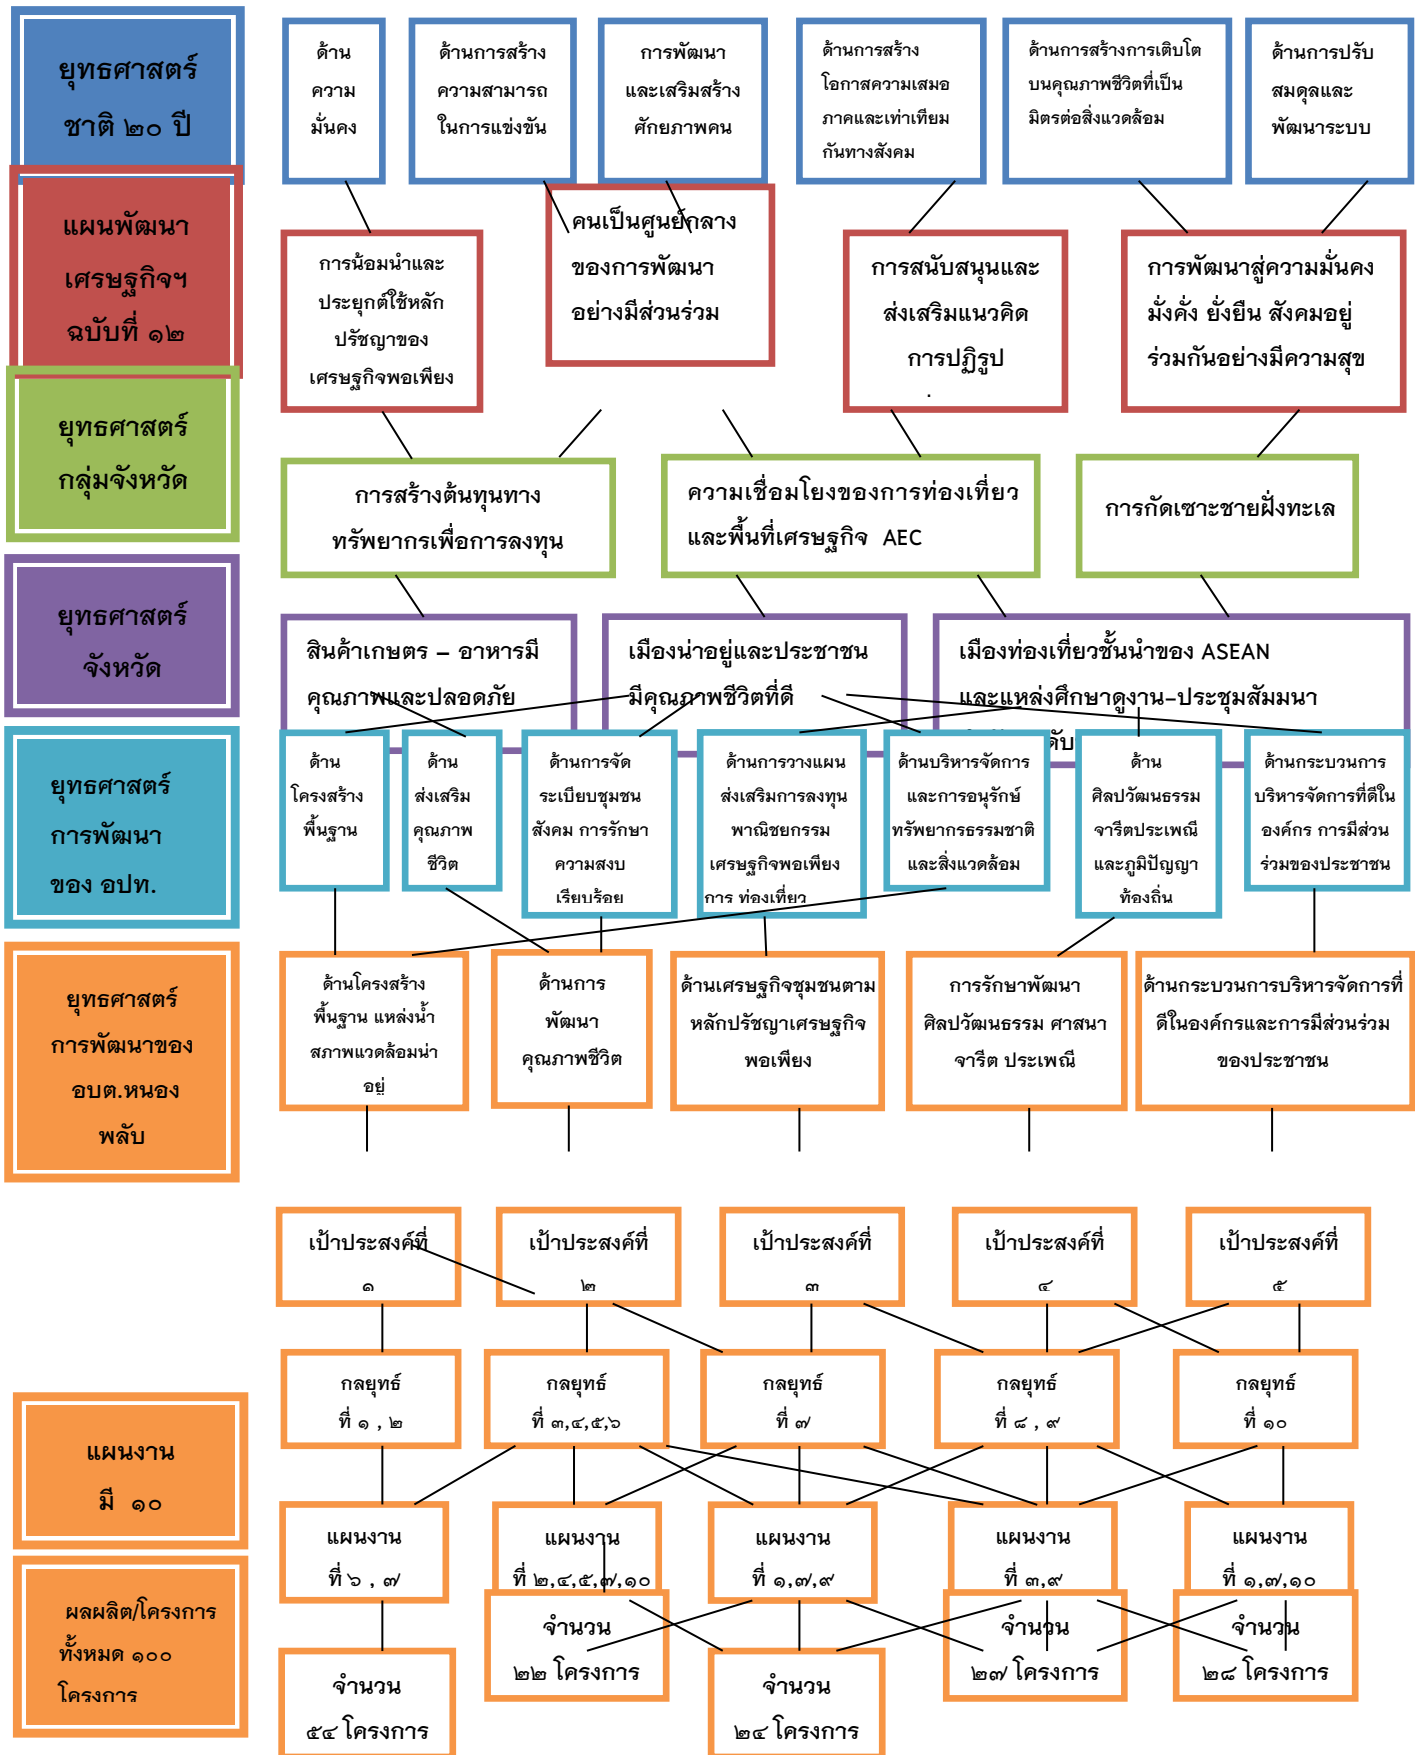 ยุทธศาสตร์
ชาติ ๒๐ ปี
ด้าน
ความ
มั่นคง
ด้านการสร้าง
ความสามารถ
ในการแข่งขัน
การพัฒนา
และเสริมสร้าง
ศักยภาพคน
ด้านการสร้าง
โอกาสความเสมอ
ภาคและเท่าเทียม
กันทางสังคม
ด้านการสร้างการเติบโต
บนคุณภาพชีวิตที่เป็น
มิตรต่อสิ่งแวดล้อม
ด้านการปรับ
สมดุลและ
พัฒนาระบบ
แผนพัฒนา
เศรษฐกิจฯ
ฉบับที่ ๑๒
การน้อมนำและ
ประยุกต์ใช้หลัก
ปรัชญาของ
เศรษฐกิจพอเพียง
คนเป็นศูนย์กลาง
ของการพัฒนา
อย่างมีส่วนร่วม
การสนับสนุนและ
ส่งเสริมแนวคิด
การปฏิรูป
การพัฒนาสู่ความมั่นคง
มั่งคั่ง ยั่งยืน สังคมอยู่
ร่วมกันอย่างมีความสุข
ยุทธศาสตร์
กลุ่มจังหวัด
การสร้างต้นทุนทาง
ทรัพยากรเพื่อการลงทุน
ความเชื่อมโยงของการท่องเที่ยว
และพื้นที่เศรษฐกิจ AEC
การกัดเซาะชายฝั่งทะเล
ยุทธศาสตร์
จังหวัด
สินค้าเกษตร – อาหารมี
คุณภาพและปลอดภัย
เมืองน่าอยู่และประชาชน
มีคุณภาพชีวิตที่ดี
เมืองท่องเที่ยวชั้นนำของ ASEAN
และแหล่งศึกษาดูงาน-ประชุมสัมมนา
ยุทธศาสตร์
การพัฒนา
ของ อปท.
ด้าน
โครงสร้าง
พื้นฐาน
ด้าน
ส่งเสริม
คุณภาพ
ชีวิต
ด้านการจัด
ระเบียบชุมชน
สังคม การรักษา
ความสงบ
เรียบร้อย
ด้านการวางแผน
ส่งเสริมการลงทุน
พาณิชยกรรม
เศรษฐกิจพอเพียง
การ ท่องเที่ยว
ด้านบริหารจัดการ
และการอนุรักษ์
ทรัพยากรธรรมชาติ
และสิ่งแวดล้อม
ด้าน
ศิลปวัฒนธรรม
จารีตประเพณี
และภูมิปัญญา
ท้องถิ่น
ด้านกระบวนการ
บริหารจัดการที่ดีใน
องค์กร การมีส่วน
ร่วมของประชาชน
ยุทธศาสตร์
การพัฒนาของ
อบต.หนอง
พลับ
ด้านโครงสร้าง
พื้นฐาน แหล่งน้ำ
สภาพแวดล้อมน่า
อยู่
ด้านการ
พัฒนา
คุณภาพชีวิต
ด้านเศรษฐกิจชุมชนตาม
หลักปรัชญาเศรษฐกิจ
พอเพียง
การรักษาพัฒนา
ศิลปวัฒนธรรม ศาสนา
จารีต ประเพณี
ด้านกระบวนการบริหารจัดการที่
ดีในองค์กรและการมีส่วนร่วม
ของประชาชน
เป้าประสงค์ที่
๑
เป้าประสงค์ที่
๒
เป้าประสงค์ที่
๓
เป้าประสงค์ที่
๔
เป้าประสงค์ที่
๕
กลยุทธ์
ที่ ๑ , ๒
กลยุทธ์
ที่ ๓,๔,๕,๖
กลยุทธ์
ที่ ๗
กลยุทธ์
ที่ ๘ , ๙
กลยุทธ์
ที่ ๑๐
แผนงาน
มี ๑๐
แผนงาน
ที่ ๖ , ๗
แผนงาน
ที่ ๒,๔,๕,๗,๑๐
แผนงาน
ที่ ๑,๗,๙
แผนงาน
ที่ ๓,๙
แผนงาน
ที่ ๑,๗,๑๐
ผลผลิต/โครงการ
ทั้งหมด ๑๐๐
โครงการ
จำนวน
๕๔ โครงการ
จำนวน
๒๒ โครงการ
จำนวน
๒๔ โครงการ
จำนวน
๒๗ โครงการ
จำนวน
๒๘ โครงการ